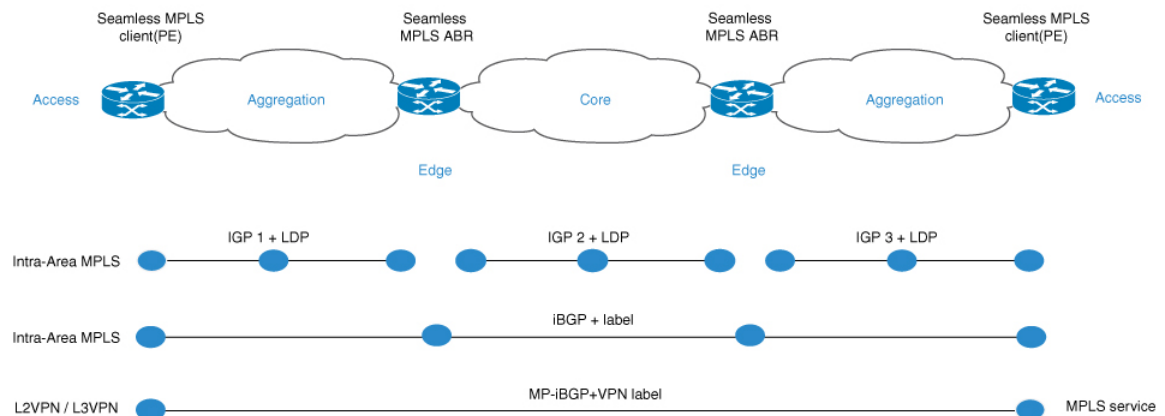 Seamless MPLS
client(PE)
Seamless
MPLS ABR
Seamless
MPLS ABR
Seamless MPLS
client(PE)
Access
Aggregation
Core
Aggregation
Access
Edge
Edge
IGP 1 + LDP
IGP 2 + LDP
IGP 3 + LDP
Intra-Area MPLS
iBGP + label
Intra-Area MPLS
MP-iBGP+VPN label
L2VPN / L3VPN
MPLS service